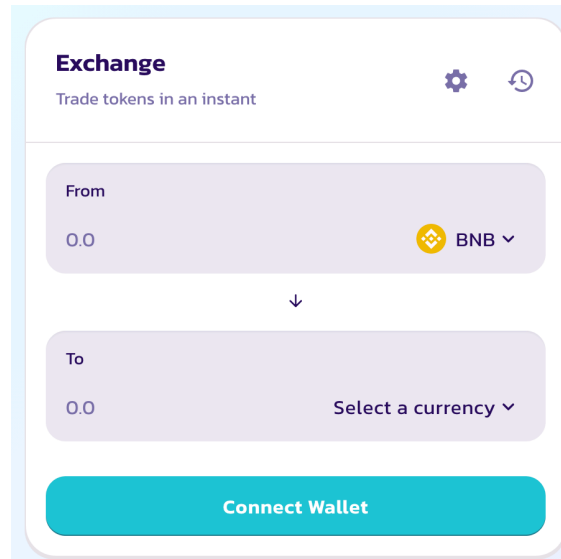 Exchange
Trade tokens in an instant
From
0.0
BNB
To
0.0
Select a currency
Connect Wallet